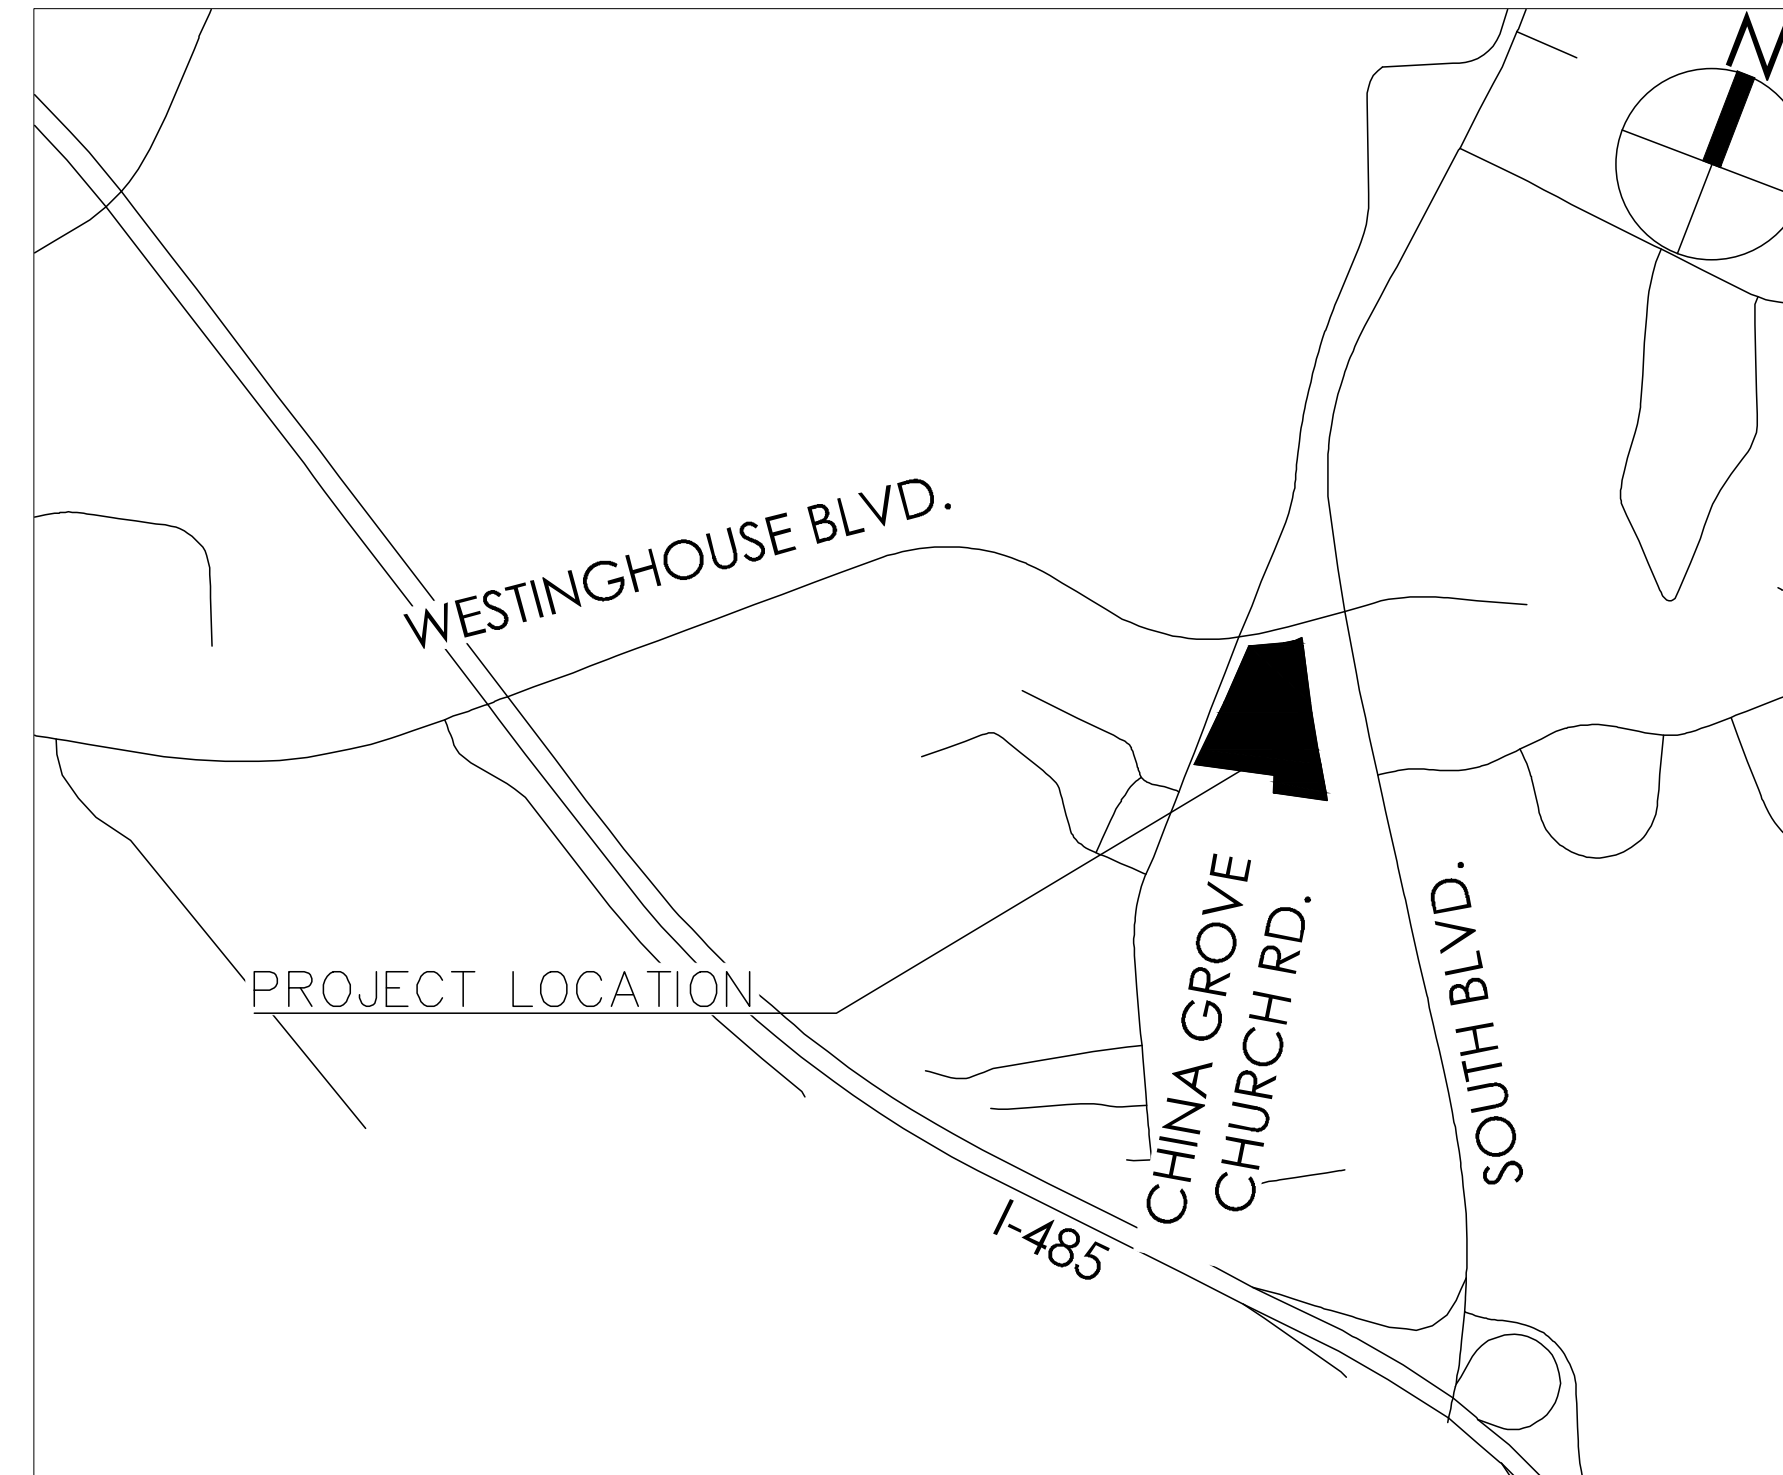 N
WESTINGHOUSE BLVD.
PROJECT LOCATION
CHINA GROVE
CHURCH RD.
SOUTH BLVD.
I-485